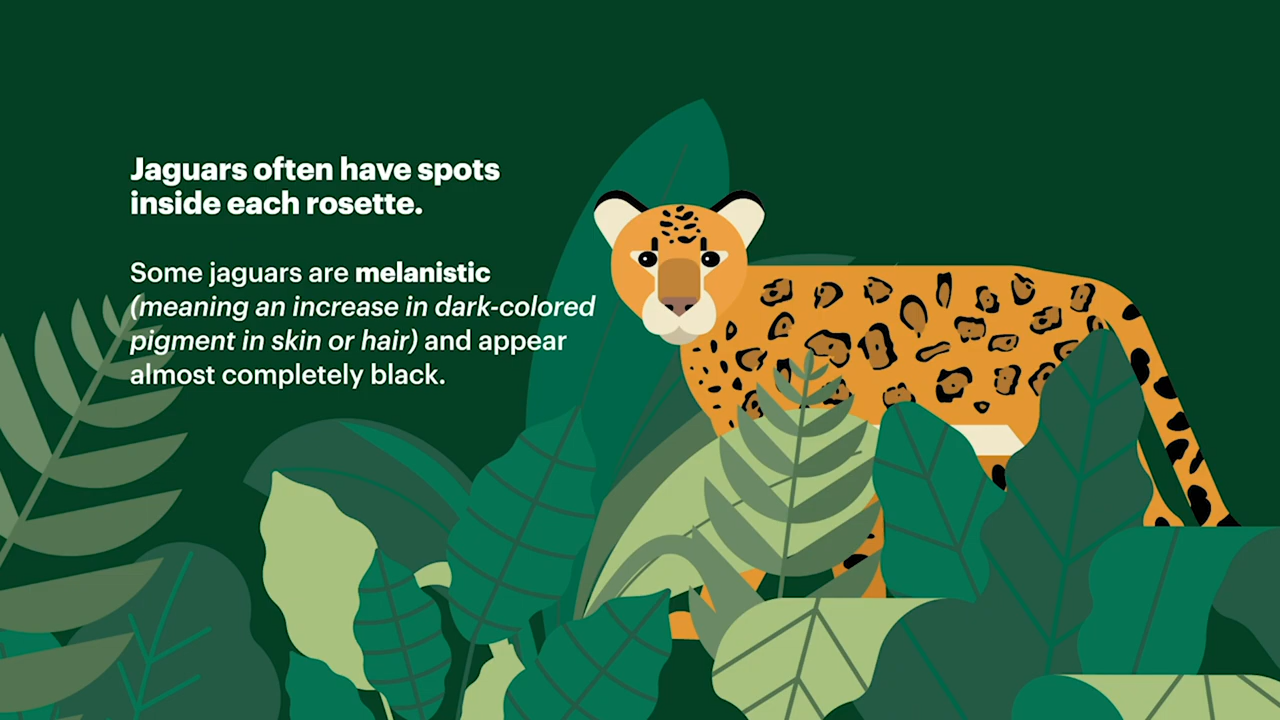 Jaguars often have spots
inside each rosette.
Some jaguars are melanistic
(meaning an increase in dark-colored
pigment in skin or hair) and appear
almost completely black.